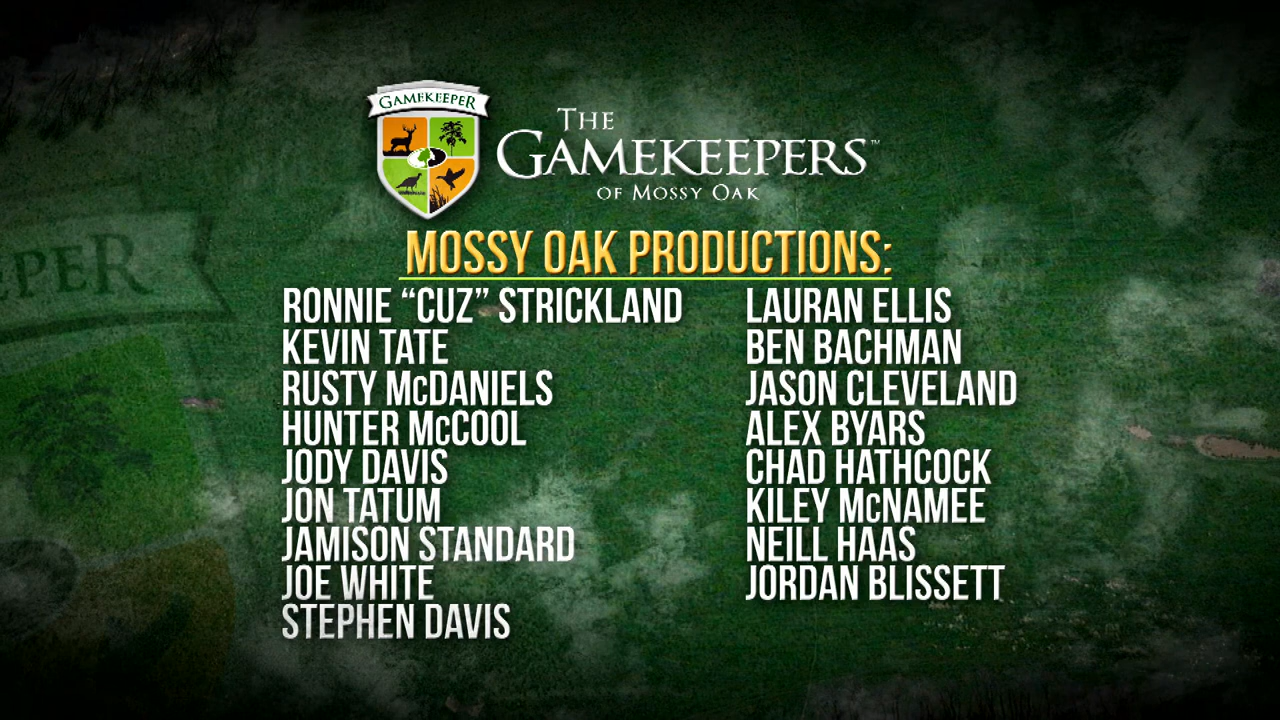 GAMEKEEPER
THE
GAMEKEEPERS™
OF MOSSY OAK
EEPER
MOSSY OAK PRODUCTIONS:
RONNIE “CUZ” STRICKLAND
KEVIN TATE
RUSTY McDANIELS
HUNTER McCOOL
JODY DAVIS
JON TATUM
JAMISON STANDARD
JOE WHITE
STEPHEN DAVIS
LAURAN ELLIS
BEN BACHMAN
JASON CLEVELAND
ALEX BYARS
CHAD HATHCOCK
KILEY McNAMEE
NEILL HAAS
JORDAN BLISSETT